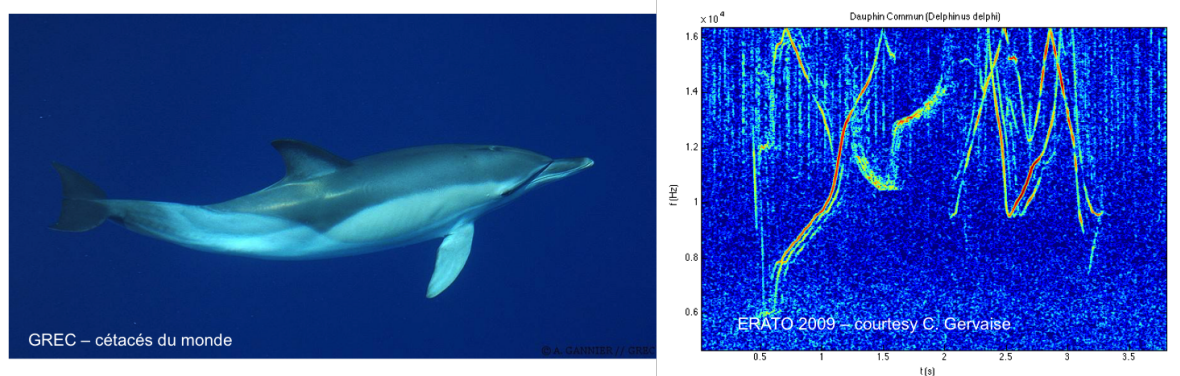 GREC – cétacés du monde
© A. GANNIER // GREC
Dauphin Commun (Delphinus delphi)
x 10⁴
1.6
1.4
1.2
1
0.8
0.6
f (Hz)
ERATO 2009 – courtesy C. Gervaise
0.5 1 1.5 2 2.5 3 3.5
t (s)